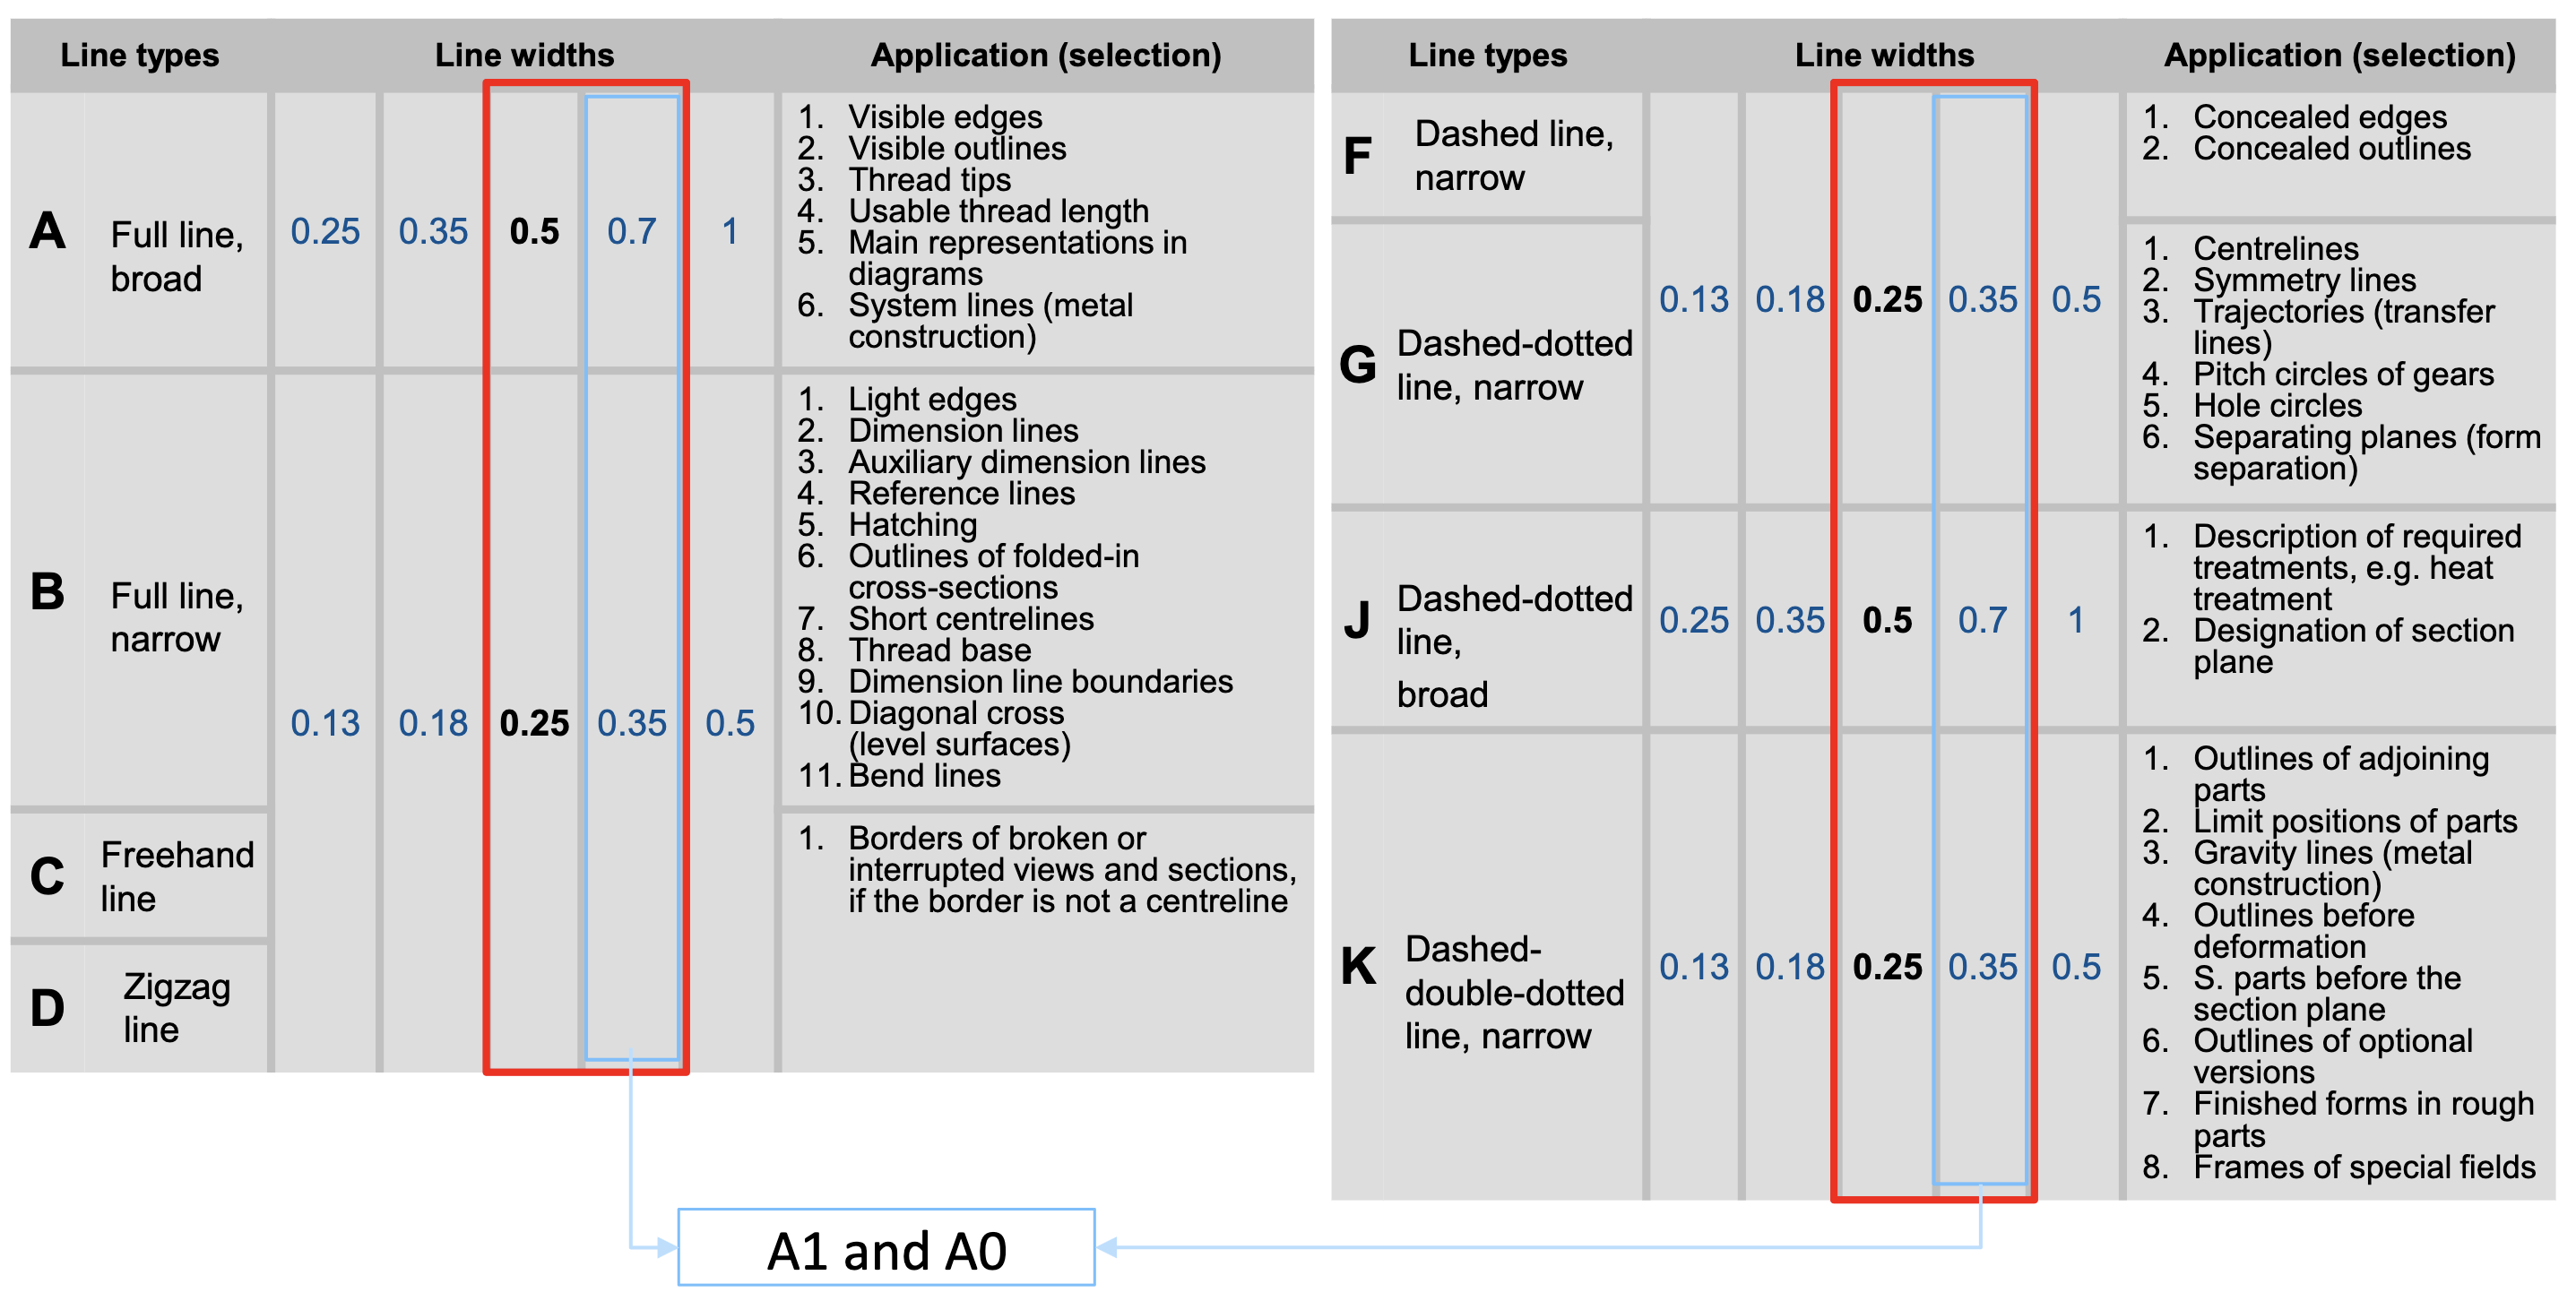 Line types Line widths Application (selection)
A
Full line,
broad
0.25 0.35 0.5 0.7 1
1. Visible edges
2. Visible outlines
3. Thread tips
4. Usable thread length
5. Main representations in
diagrams
6. System lines (metal
construction)
B
Full line,
narrow
0.13 0.18 0.25 0.35 0.5
1. Light edges
2. Dimension lines
3. Auxiliary dimension lines
4. Reference lines
5. Hatching
6. Outlines of folded-in
cross-sections
7. Short centrelines
8. Thread base
9. Dimension line boundaries
10. Diagonal cross
(level surfaces)
11. Bend lines
C
Freehand
line
1. Borders of broken or
interrupted views and sections,
if the border is not a centreline
D
Zigzag
line
Line types Line widths Application (selection)
F
Dashed line,
narrow
1. Concealed edges
2. Concealed outlines
G
Dashed-dotted
line, narrow
0.13 0.18 0.25 0.35 0.5
1. Centrelines
2. Symmetry lines
3. Trajectories (transfer
lines)
4. Pitch circles of gears
5. Hole circles
6. Separating planes (form
separation)
J
Dashed-dotted
line,
broad
0.25 0.35 0.5 0.7 1
1. Description of required
treatments, e.g. heat
treatment
2. Designation of section
plane
K
Dashed-
double-dotted
line, narrow
0.13 0.18 0.25 0.35 0.5
1. Outlines of adjoining
parts
2. Limit positions of parts
3. Gravity lines (metal
construction)
4. Outlines before
deformation
5. S. parts before the
section plane
6. Outlines of optional
versions
7. Finished forms in rough
parts
8. Frames of special fields
A1 and A0